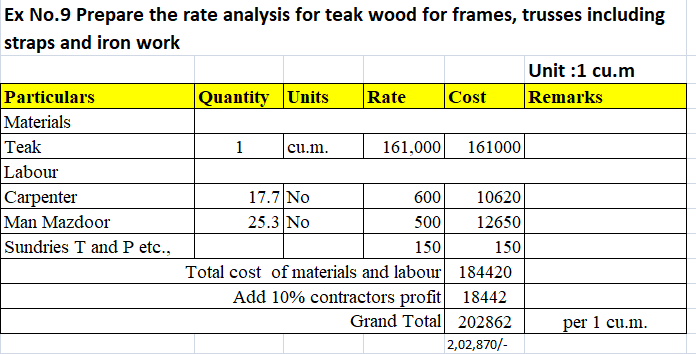 Ex No.9 Prepare the rate analysis for teak wood for frames, trusses including
straps and iron work
Unit :1 cu.m
Particulars Quantity Units Rate Cost Remarks
Materials
Teak 1 cu.m. 161,000 161000
Labour
Carpenter 17.7 No 600 10620
Man Mazdoor 25.3 No 500 12650
Sundries T and P etc., 150 150
Total cost of materials and labour 184420
Add 10% contractors profit 18442
Grand Total 202862 per 1 cu.m.
2,02,870/-